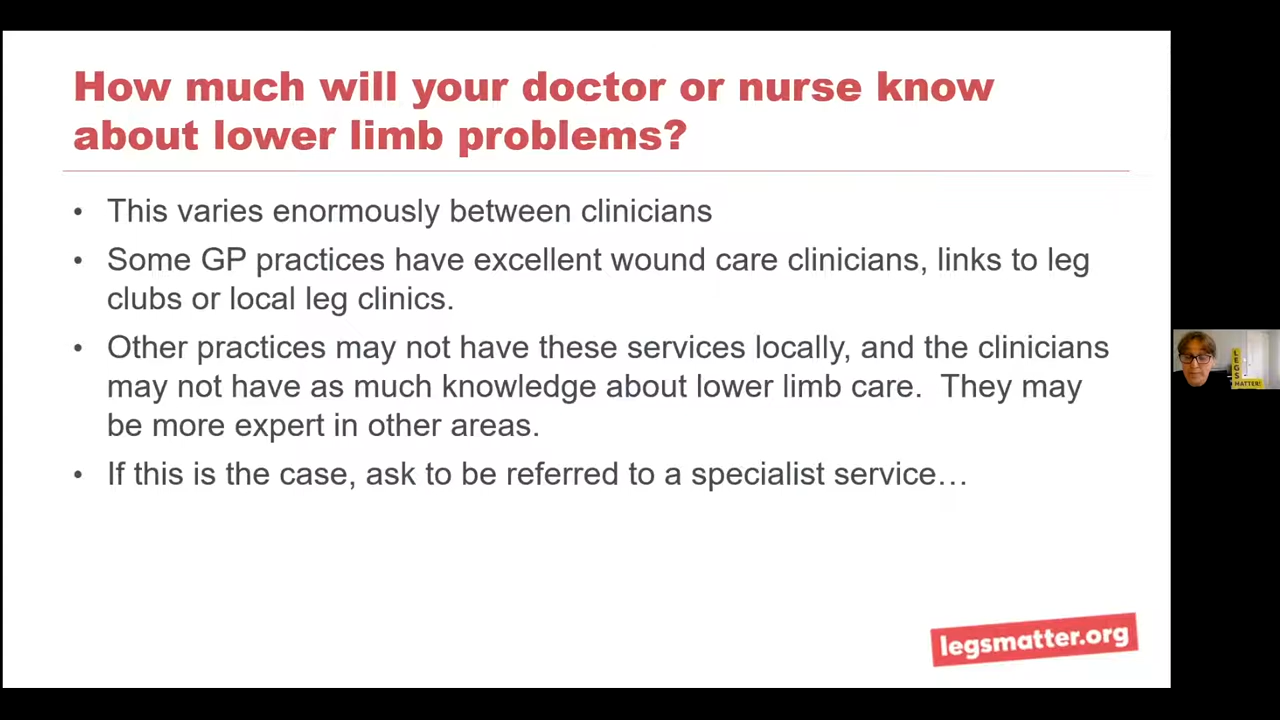 How much will your doctor or nurse know
about lower limb problems?
• This varies enormously between clinicians
• Some GP practices have excellent wound care clinicians, links to leg
clubs or local leg clinics.
• Other practices may not have these services locally, and the clinicians
may not have as much knowledge about lower limb care. They may
be more expert in other areas.
• If this is the case, ask to be referred to a specialist service…
LEGS
MATTER!
legsmatter.org